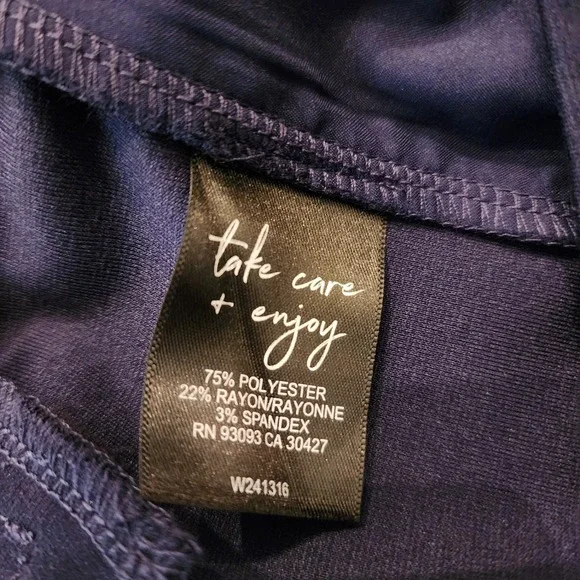 take care
+ enjoy
75% POLYESTER
22% RAYON/RAYONNE
3% SPANDEX
RN 93093 CA 30427
W241316